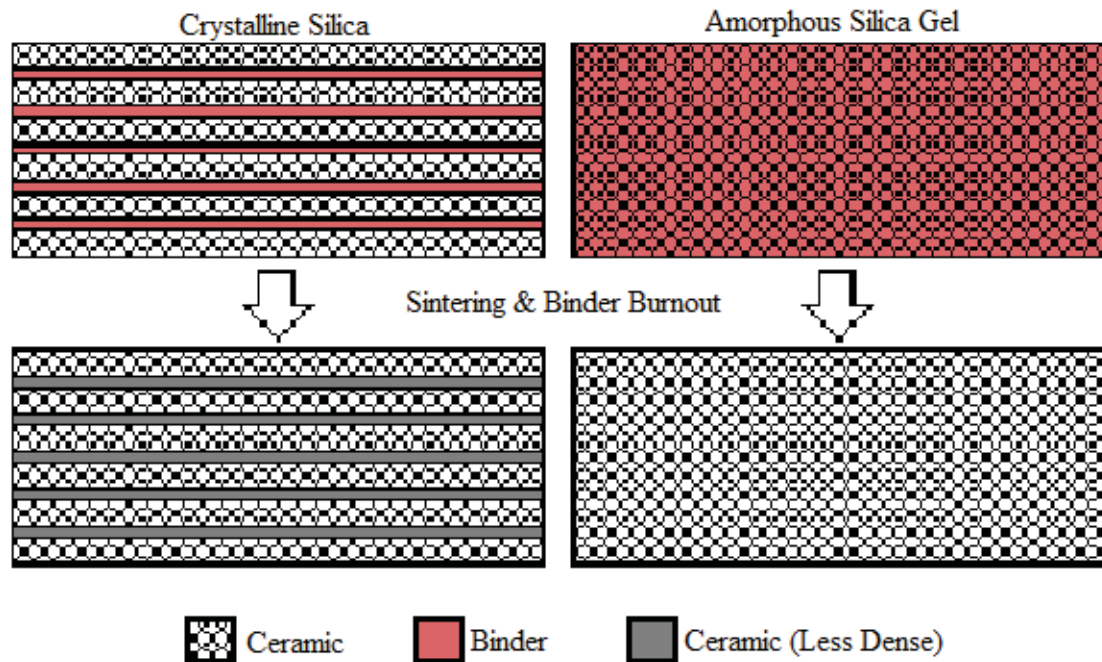 Crystalline Silica
Amorphous Silica Gel
Sintering & Binder Burnout
Ceramic
Binder
Ceramic (Less Dense)